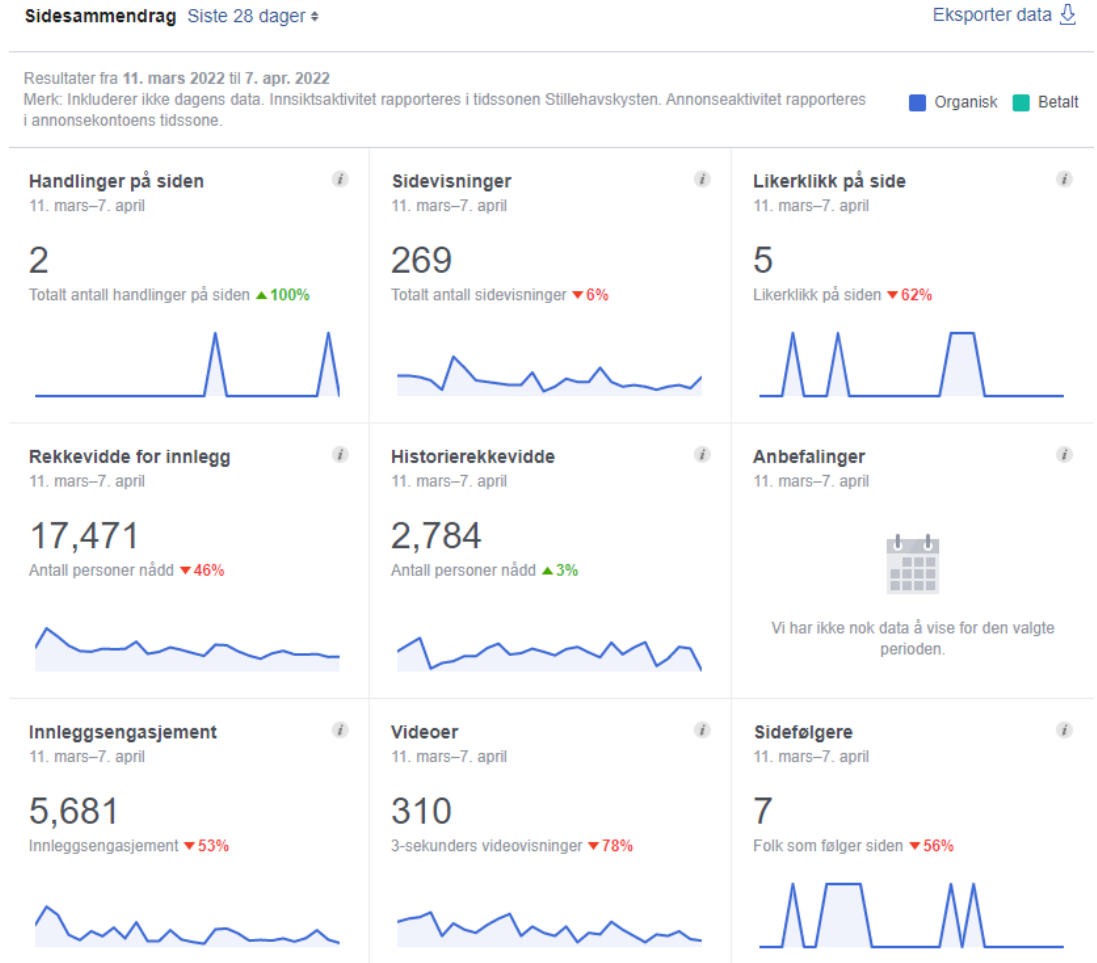 Sidesammendrag Siste 28 dager
Eksporter data
Resultater fra 11. mars 2022 til 7. apr. 2022
Merk: Inkluderer ikke dagens data. Innsiktsaktivitet rapporteres i tidssonen Stillehavskysten. Annonseaktivitet rapporteres
i annonsekontoens tidssone.
Organisk Betalt
Handlinger på siden
11. mars–7. april
2
Totalt antall handlinger på siden ▲100%
Sidevisninger
11. mars–7. april
269
Totalt antall sidevisninger ▼6%
Likerklikk på side
11. mars–7. april
5
Likerklikk på siden ▼62%
Rekkevidde for innlegg
11. mars–7. april
17,471
Antall personer nådd ▼46%
Historierekkevidde
11. mars–7. april
2,784
Antall personer nådd ▲3%
Anbefalinger
11. mars–7. april
Vi har ikke nok data å vise for den valgte
perioden.
Innleggsengasjement
11. mars–7. april
5,681
Innleggsengasjement ▼53%
Videoer
11. mars–7. april
310
3-sekunders videovisninger ▼78%
Sidefølgere
11. mars–7. april
7
Folk som følger siden ▼56%